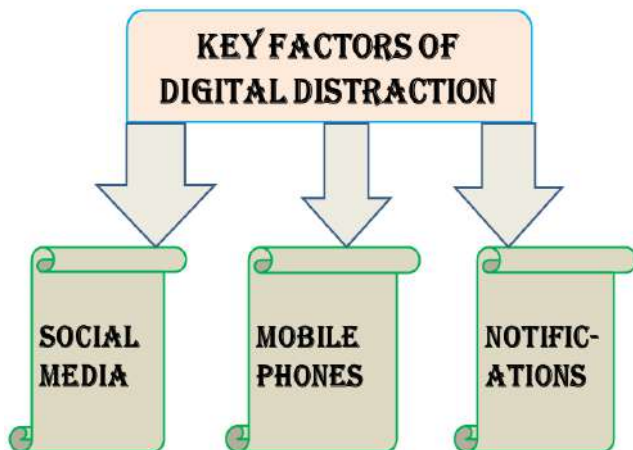 KEY FACTORS OF
DIGITAL DISTRACTION
SOCIAL
MEDIA
MOBILE
PHONES
NOTIFIC-
ATIONS